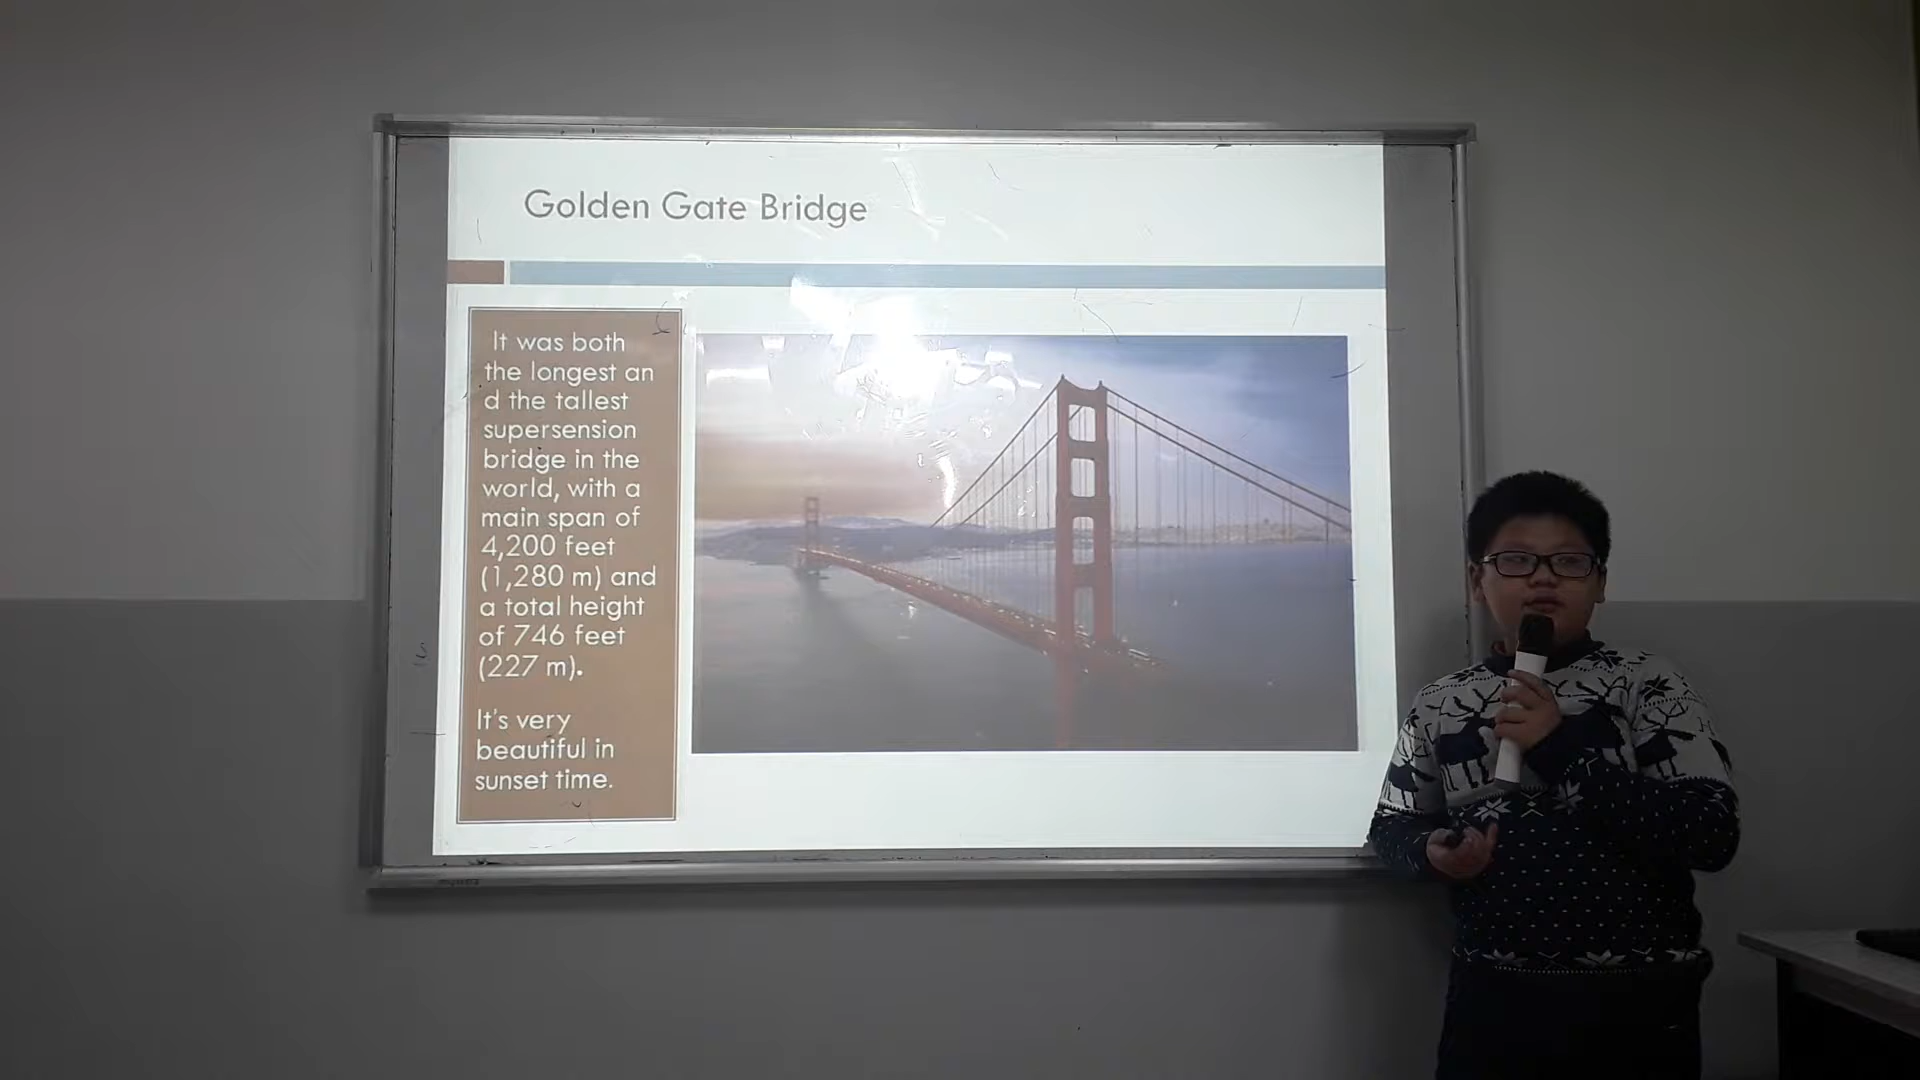 Golden Gate Bridge
It was both
the longest an
d the tallest
supersension
bridge in the
world, with a
main span of
4,200 feet
(1,280 m) and
a total height
of 746 feet
(227 m).
It's very
beautiful in
sunset time.